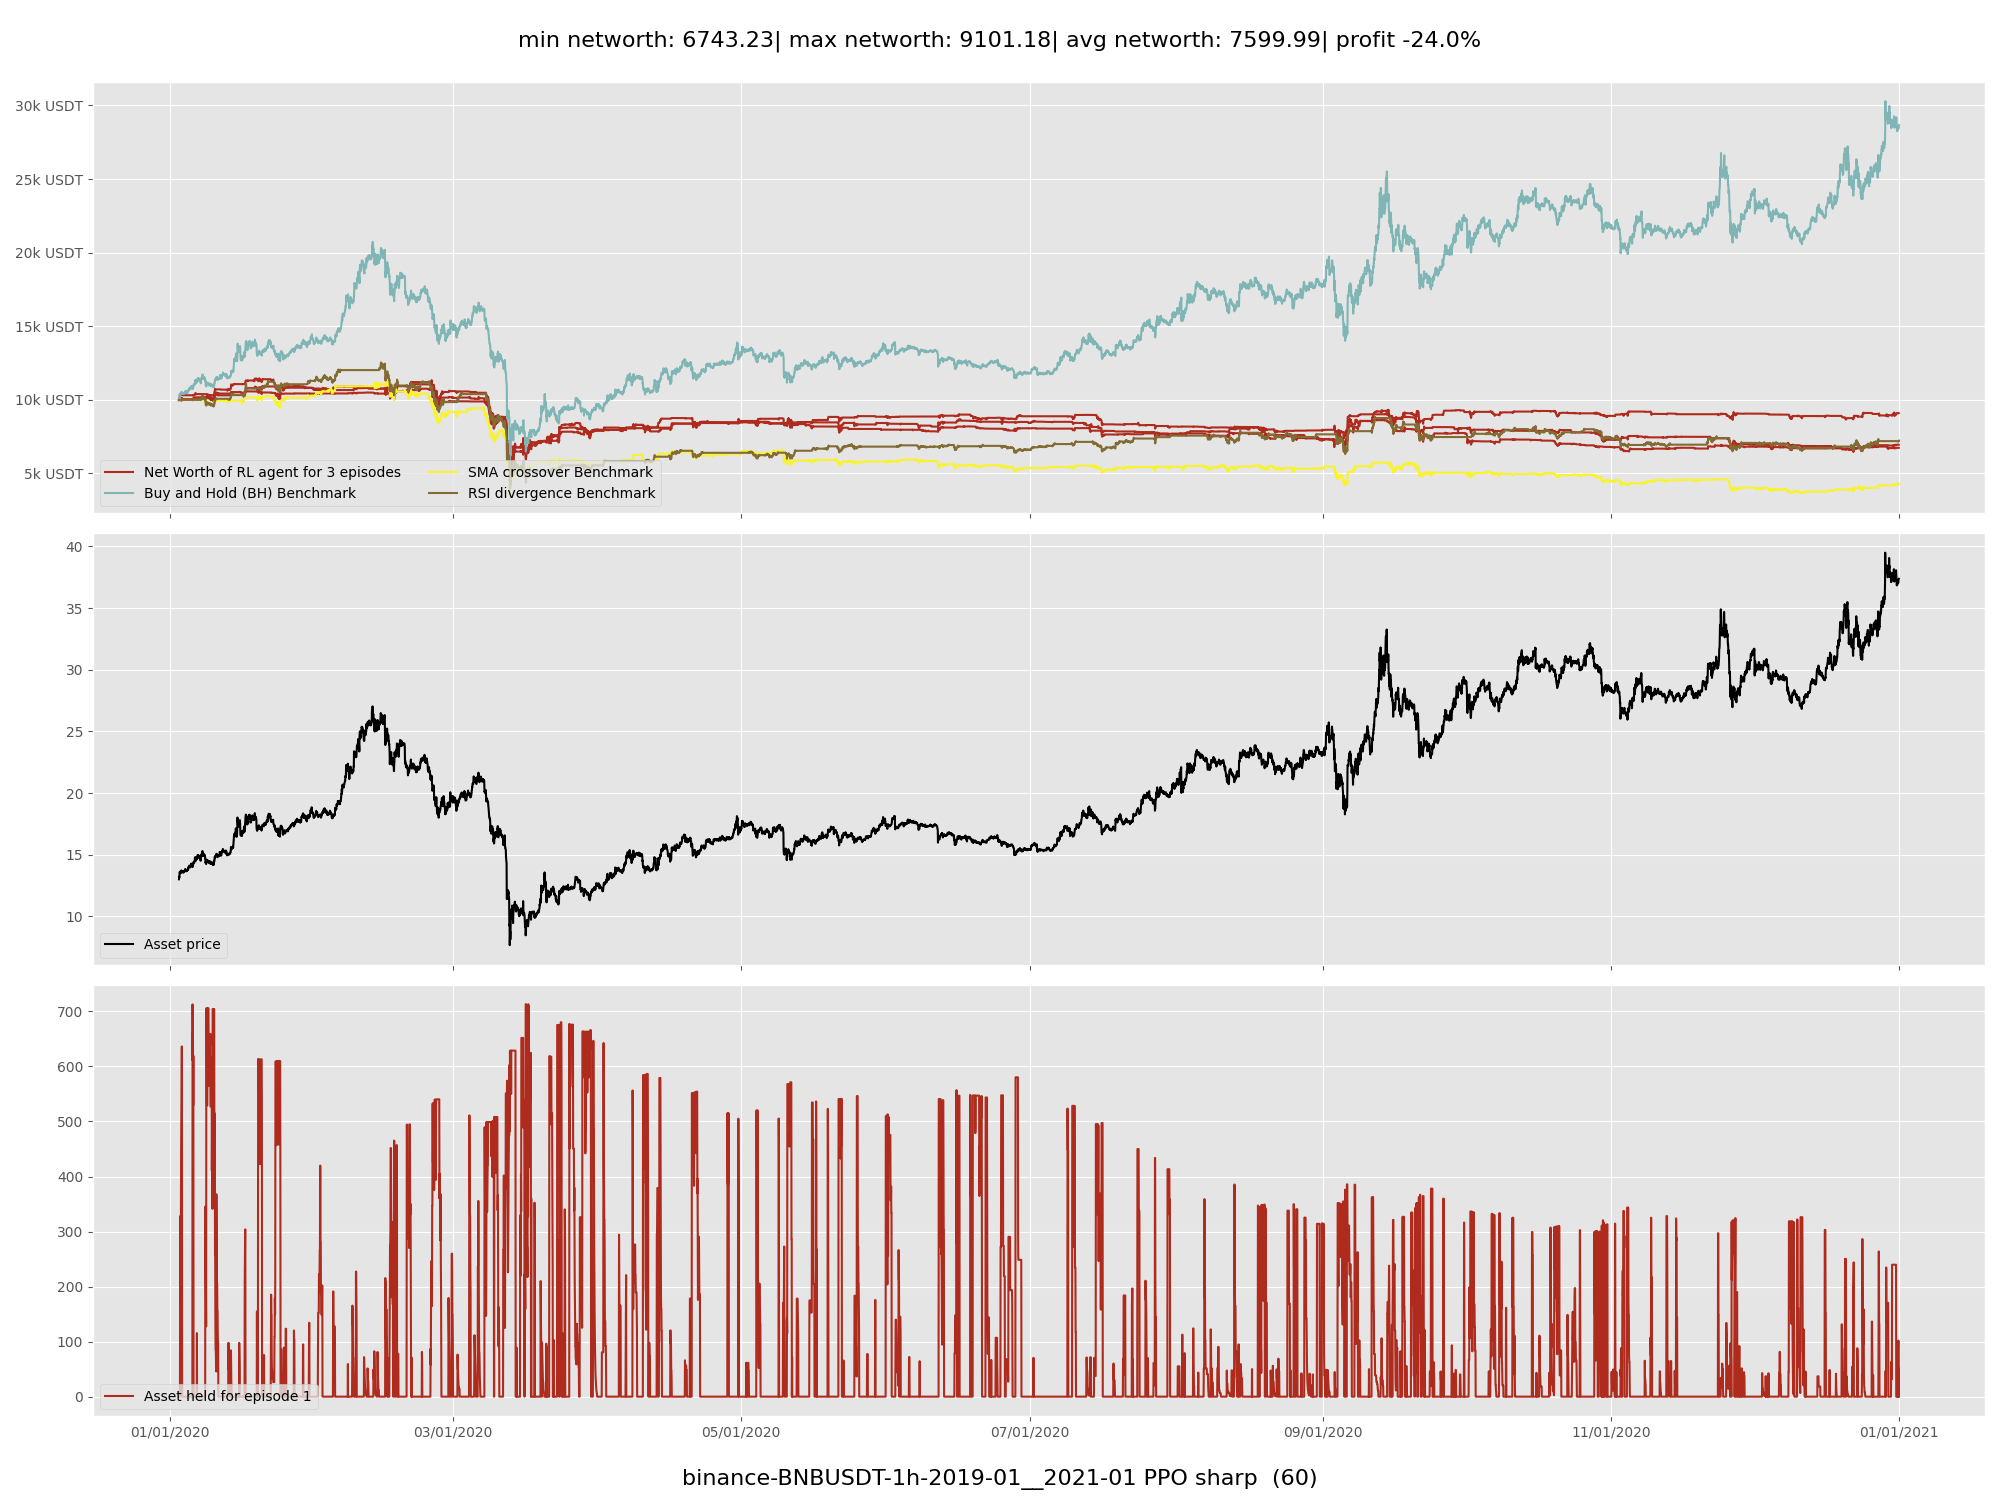 min networth: 6743.23| max networth: 9101.18| avg networth: 7599.99| profit -24.0%
30k USDT
25k USDT
20k USDT
15k USDT
10k USDT
5k USDT
Net Worth of RL agent for 3 episodes
Buy and Hold (BH) Benchmark
SMA crossover Benchmark
RSI divergence Benchmark
40
35
30
25
20
15
10
Asset price
700
600
500
400
300
200
100
0
Asset held for episode 1
01/01/2020 03/01/2020 05/01/2020 07/01/2020 09/01/2020 11/01/2020 01/01/2021
binance-BNBUSDT-1h-2019-01__2021-01 PPO sharp (60)